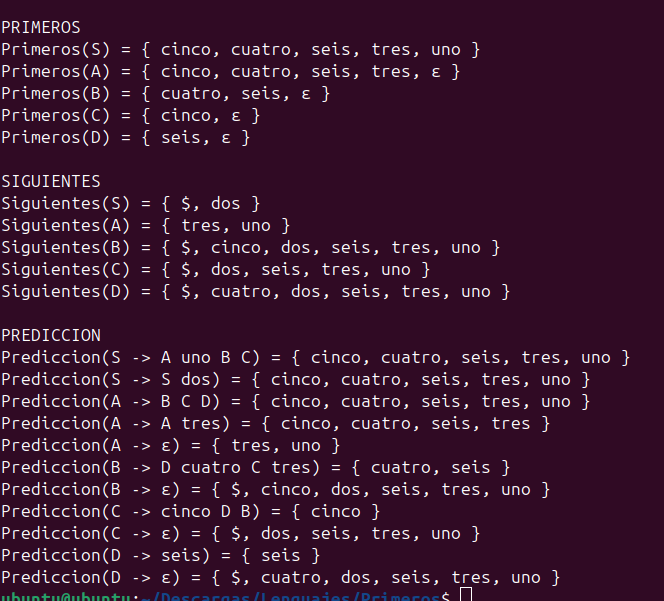 PRIMEROS
Primeros(S) = { cinco, cuatro, seis, tres, uno }
Primeros(A) = { cinco, cuatro, seis, tres, ε }
Primeros(B) = { cuatro, seis, ε }
Primeros(C) = { cinco, ε }
Primeros(D) = { seis, ε }
SIGUIENTES
Siguientes(S) = { $, dos }
Siguientes(A) = { tres, uno }
Siguientes(B) = { $, cinco, dos, seis, tres, uno }
Siguientes(C) = { $, dos, seis, tres, uno }
Siguientes(D) = { $, cuatro, dos, seis, tres, uno }
PREDICCION
Prediccion(S -> A uno B C) = { cinco, cuatro, seis, tres, uno }
Prediccion(S -> S dos) = { cinco, cuatro, seis, tres, uno }
Prediccion(A -> B C D) = { cinco, cuatro, seis, tres, uno }
Prediccion(A -> A tres) = { cinco, cuatro, seis, tres }
Prediccion(A -> ε) = { tres, uno }
Prediccion(B -> D cuatro C tres) = { cuatro, seis }
Prediccion(B -> ε) = { $, cinco, dos, seis, tres, uno }
Prediccion(C -> cinco D B) = { cinco }
Prediccion(C -> ε) = { $, dos, seis, tres, uno }
Prediccion(D -> seis) = { seis }
Prediccion(D -> ε) = { $, cuatro, dos, seis, tres, uno }
ubuntu@ubuntu:~/Descargas/Lenguajes/Primeros$